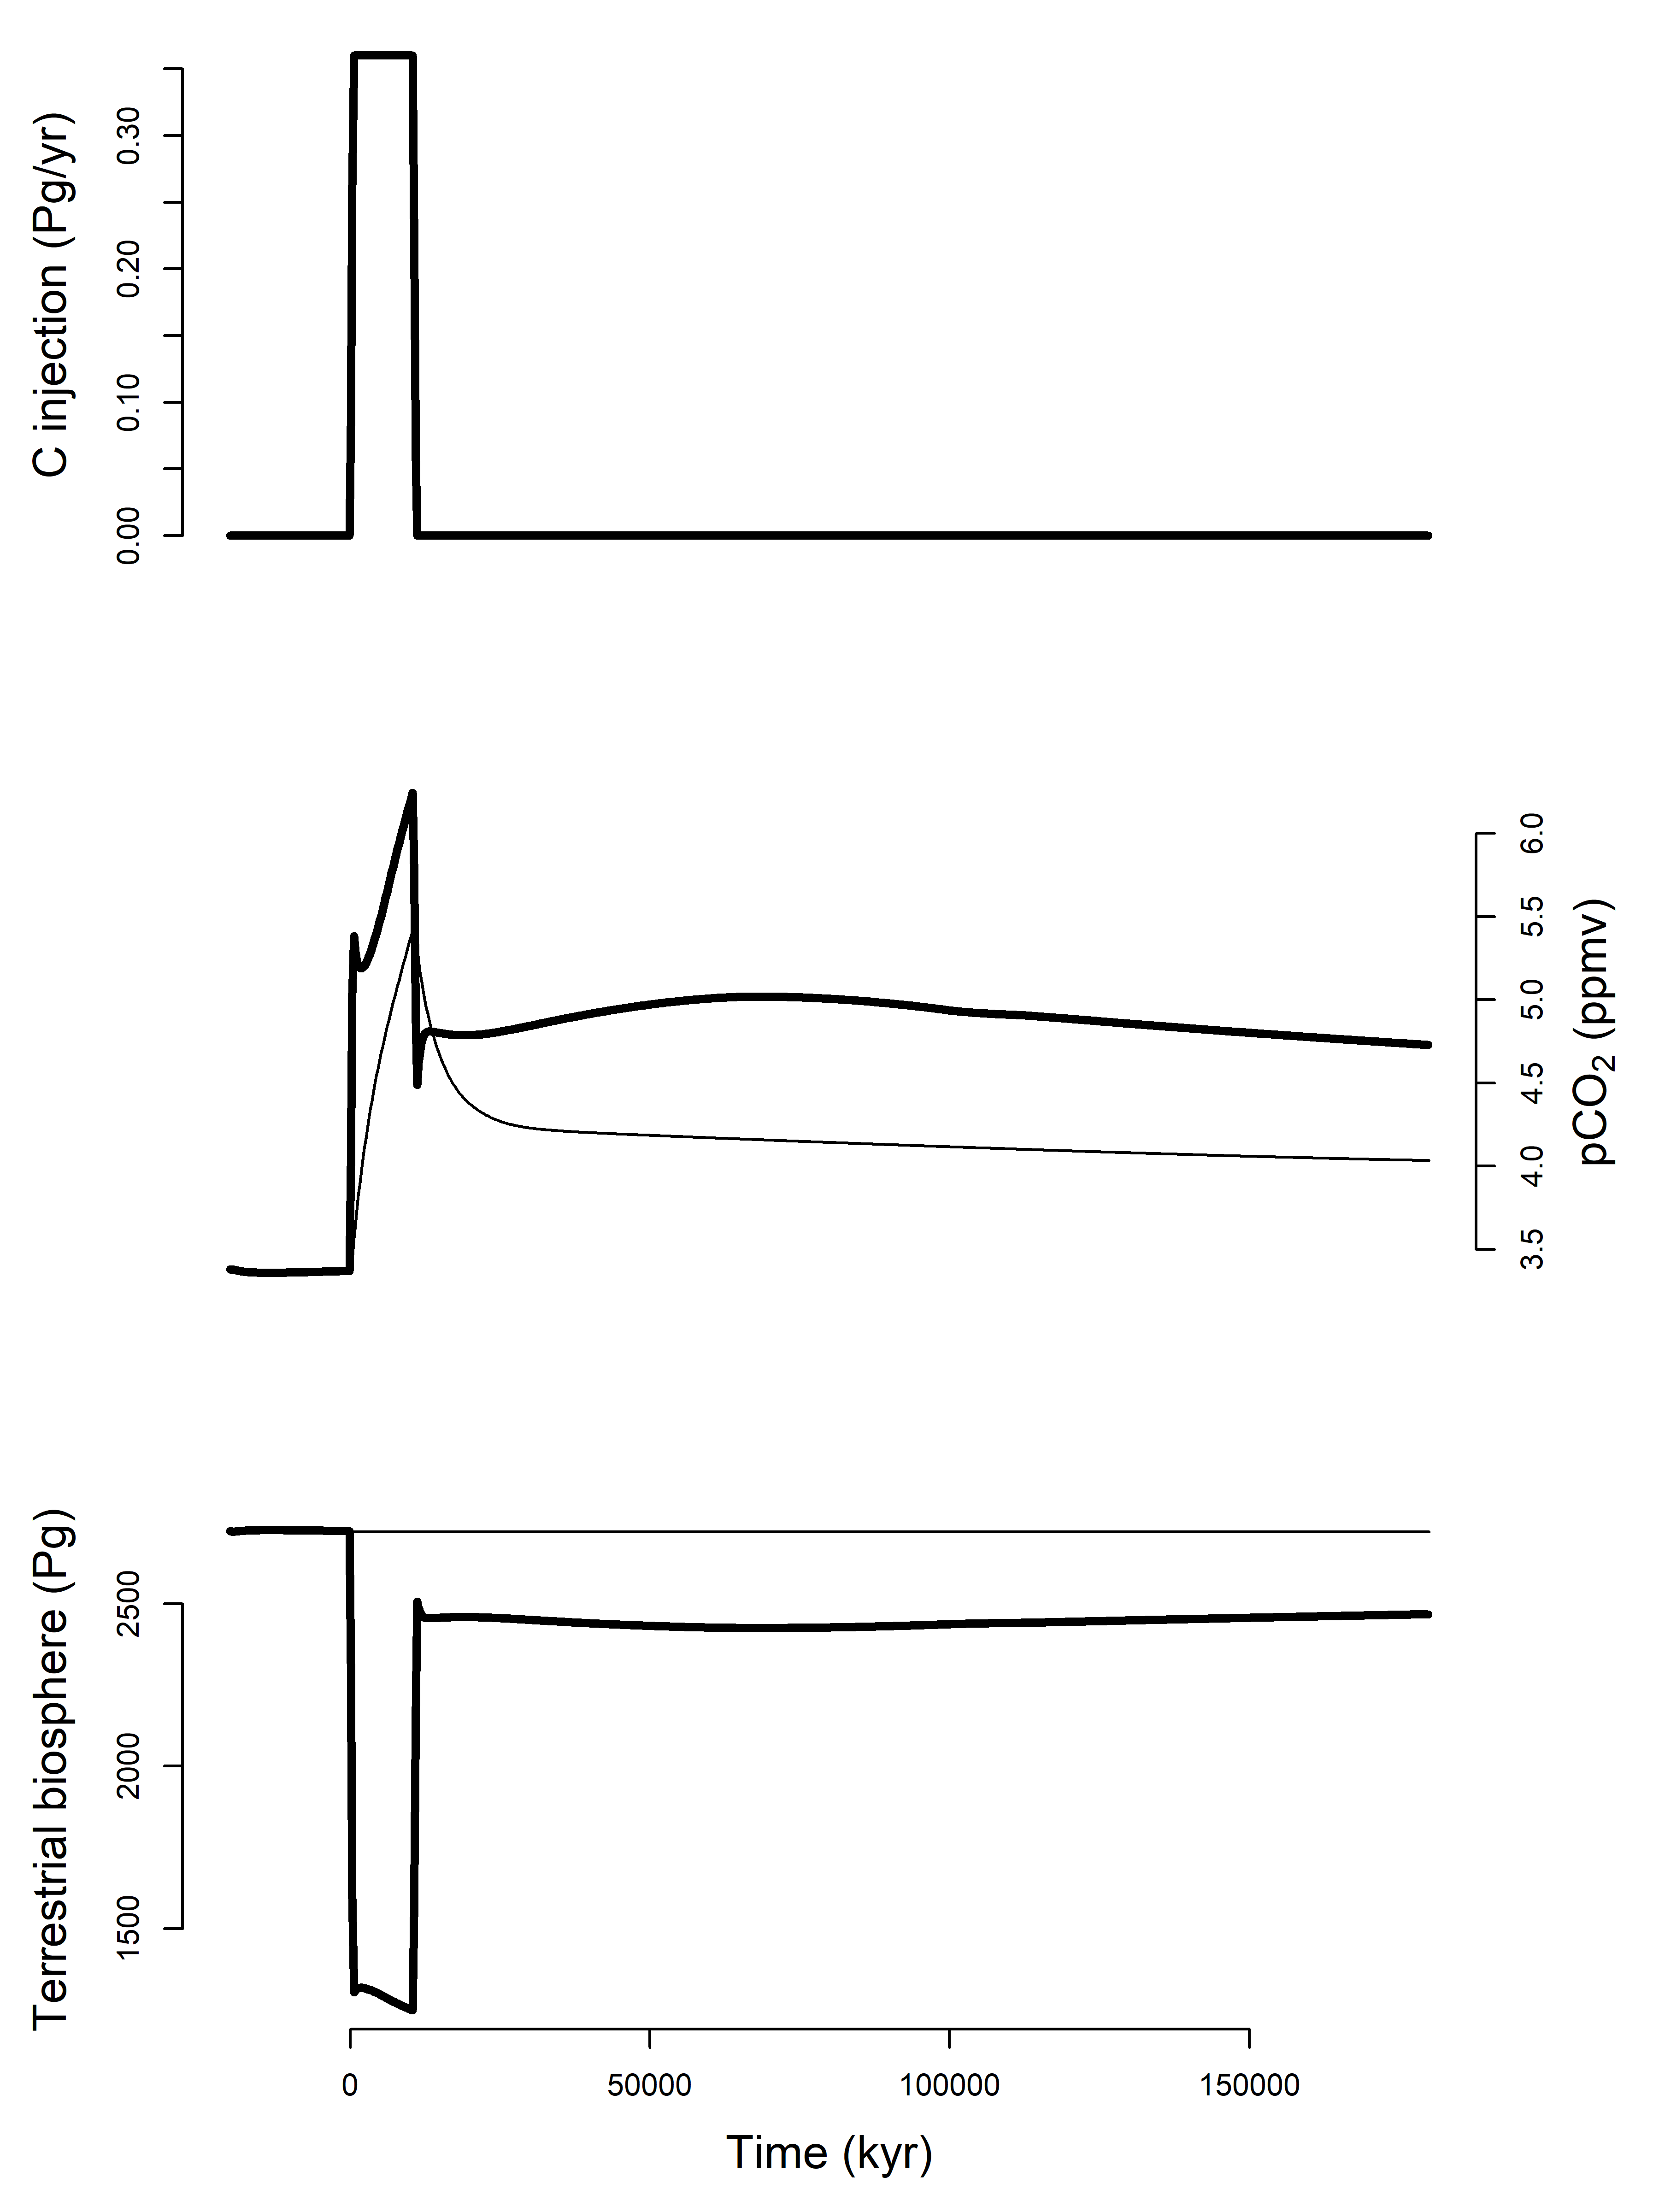 C injection (Pg/yr)
0.30
0.20
0.10
0.00
pCO₂ (ppmv)
6.0
5.5
5.0
4.5
4.0
3.5
Terrestrial biosphere (Pg)
2500
2000
1500
0 50000 100000 150000
Time (kyr)